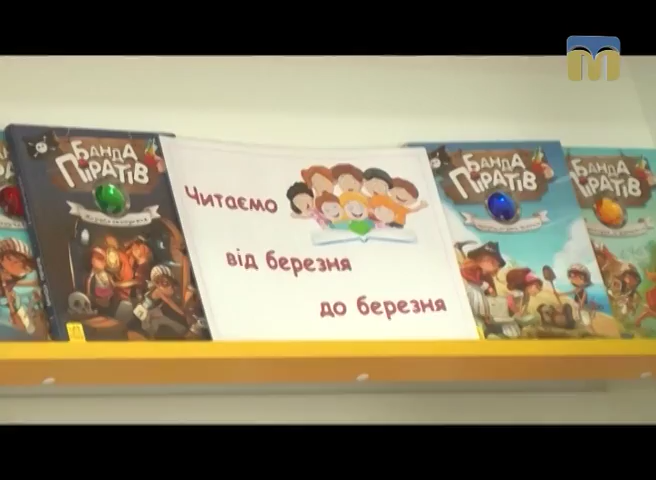 БАНДА
ПІРАТІВ
Читаємо
від березня
до березня
БАНДА
ПІРАТІВ
БАНДА
ПІРАТІВ